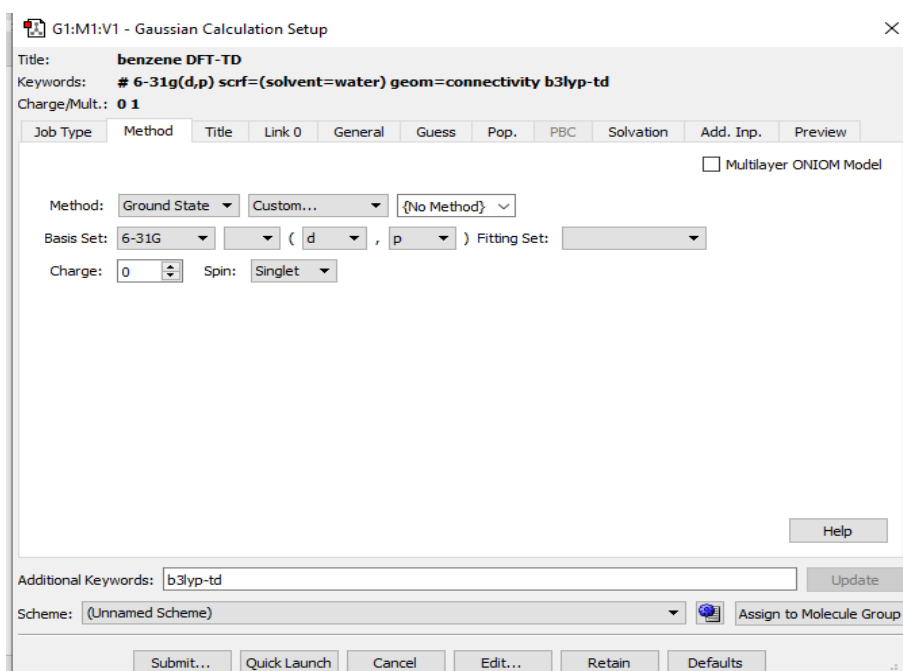 G1:M1:V1 - Gaussian Calculation Setup
Title: benzene DFT-TD
Keywords: # 6-31g(d,p) scrf=(solvent=water) geom=connectivity b3lyp-td
Charge/Mult.: 0 1
Job Type Method Title Link 0 General Guess Pop. PBC Solvation Add. Inp. Preview
Multilayer ONIOM Model
Method: Ground State Custom... {No Method}
Basis Set: 6-31G ( d , p ) Fitting Set:
Charge: 0 Spin: Singlet
Help
Additional Keywords: b3lyp-td Update
Scheme: (Unnamed Scheme) Assign to Molecule Group
Submit... Quick Launch Cancel Edit... Retain Defaults